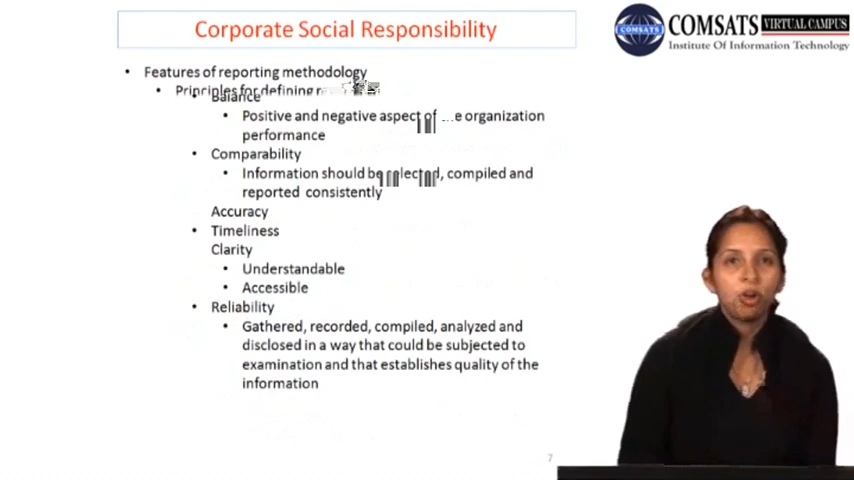 Corporate Social Responsibility
COMSATS VIRTUAL CAMPUS
Institute Of Information Technology
COMSATS
• Features of reporting methodology
• Principles for defining
• Balance
• Positive and negative aspect of organization
performance
• Comparability
• Information should be selected, compiled and
reported consistently
Accuracy
• Timeliness
Clarity
• Understandable
• Accessible
• Reliability
• Gathered, recorded, compiled, analyzed and
disclosed in a way that could be subjected to
examination and that establishes quality of the
information
7